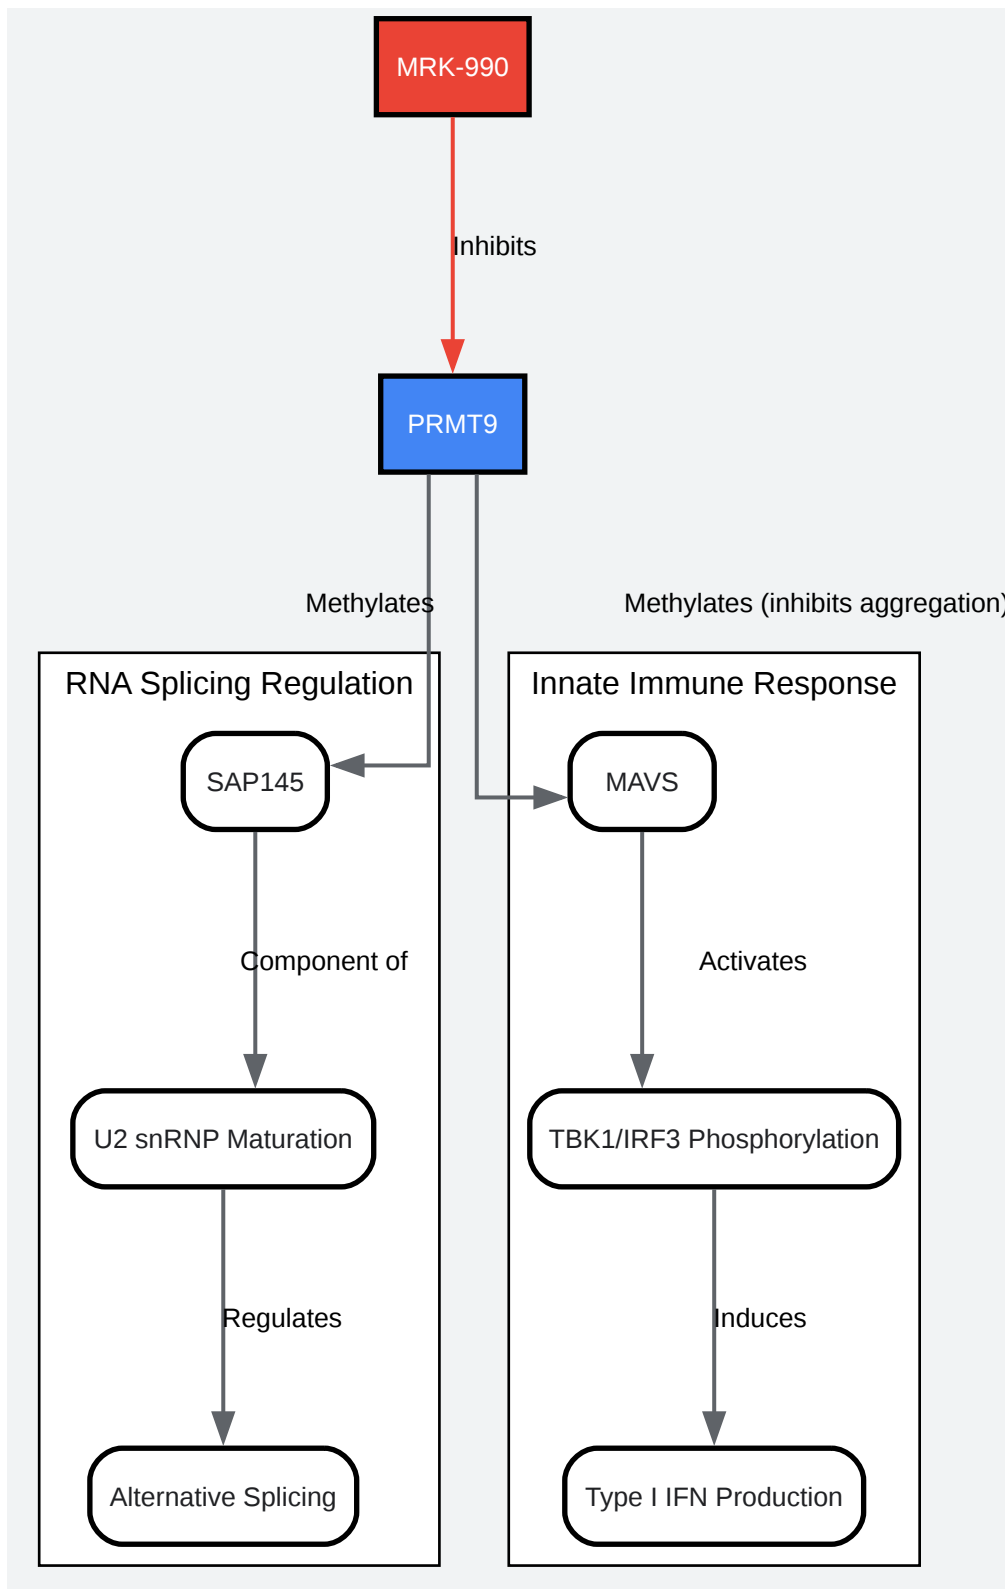 MRK-990
Inhibits
PRMT9
Methylates
Methylates (inhibits aggregation)
RNA Splicing Regulation
SAP145
Component of
U2 snRNP Maturation
Regulates
Alternative Splicing
Innate Immune Response
MAVS
Activates
TBK1/IRF3 Phosphorylation
Induces
Type I IFN Production